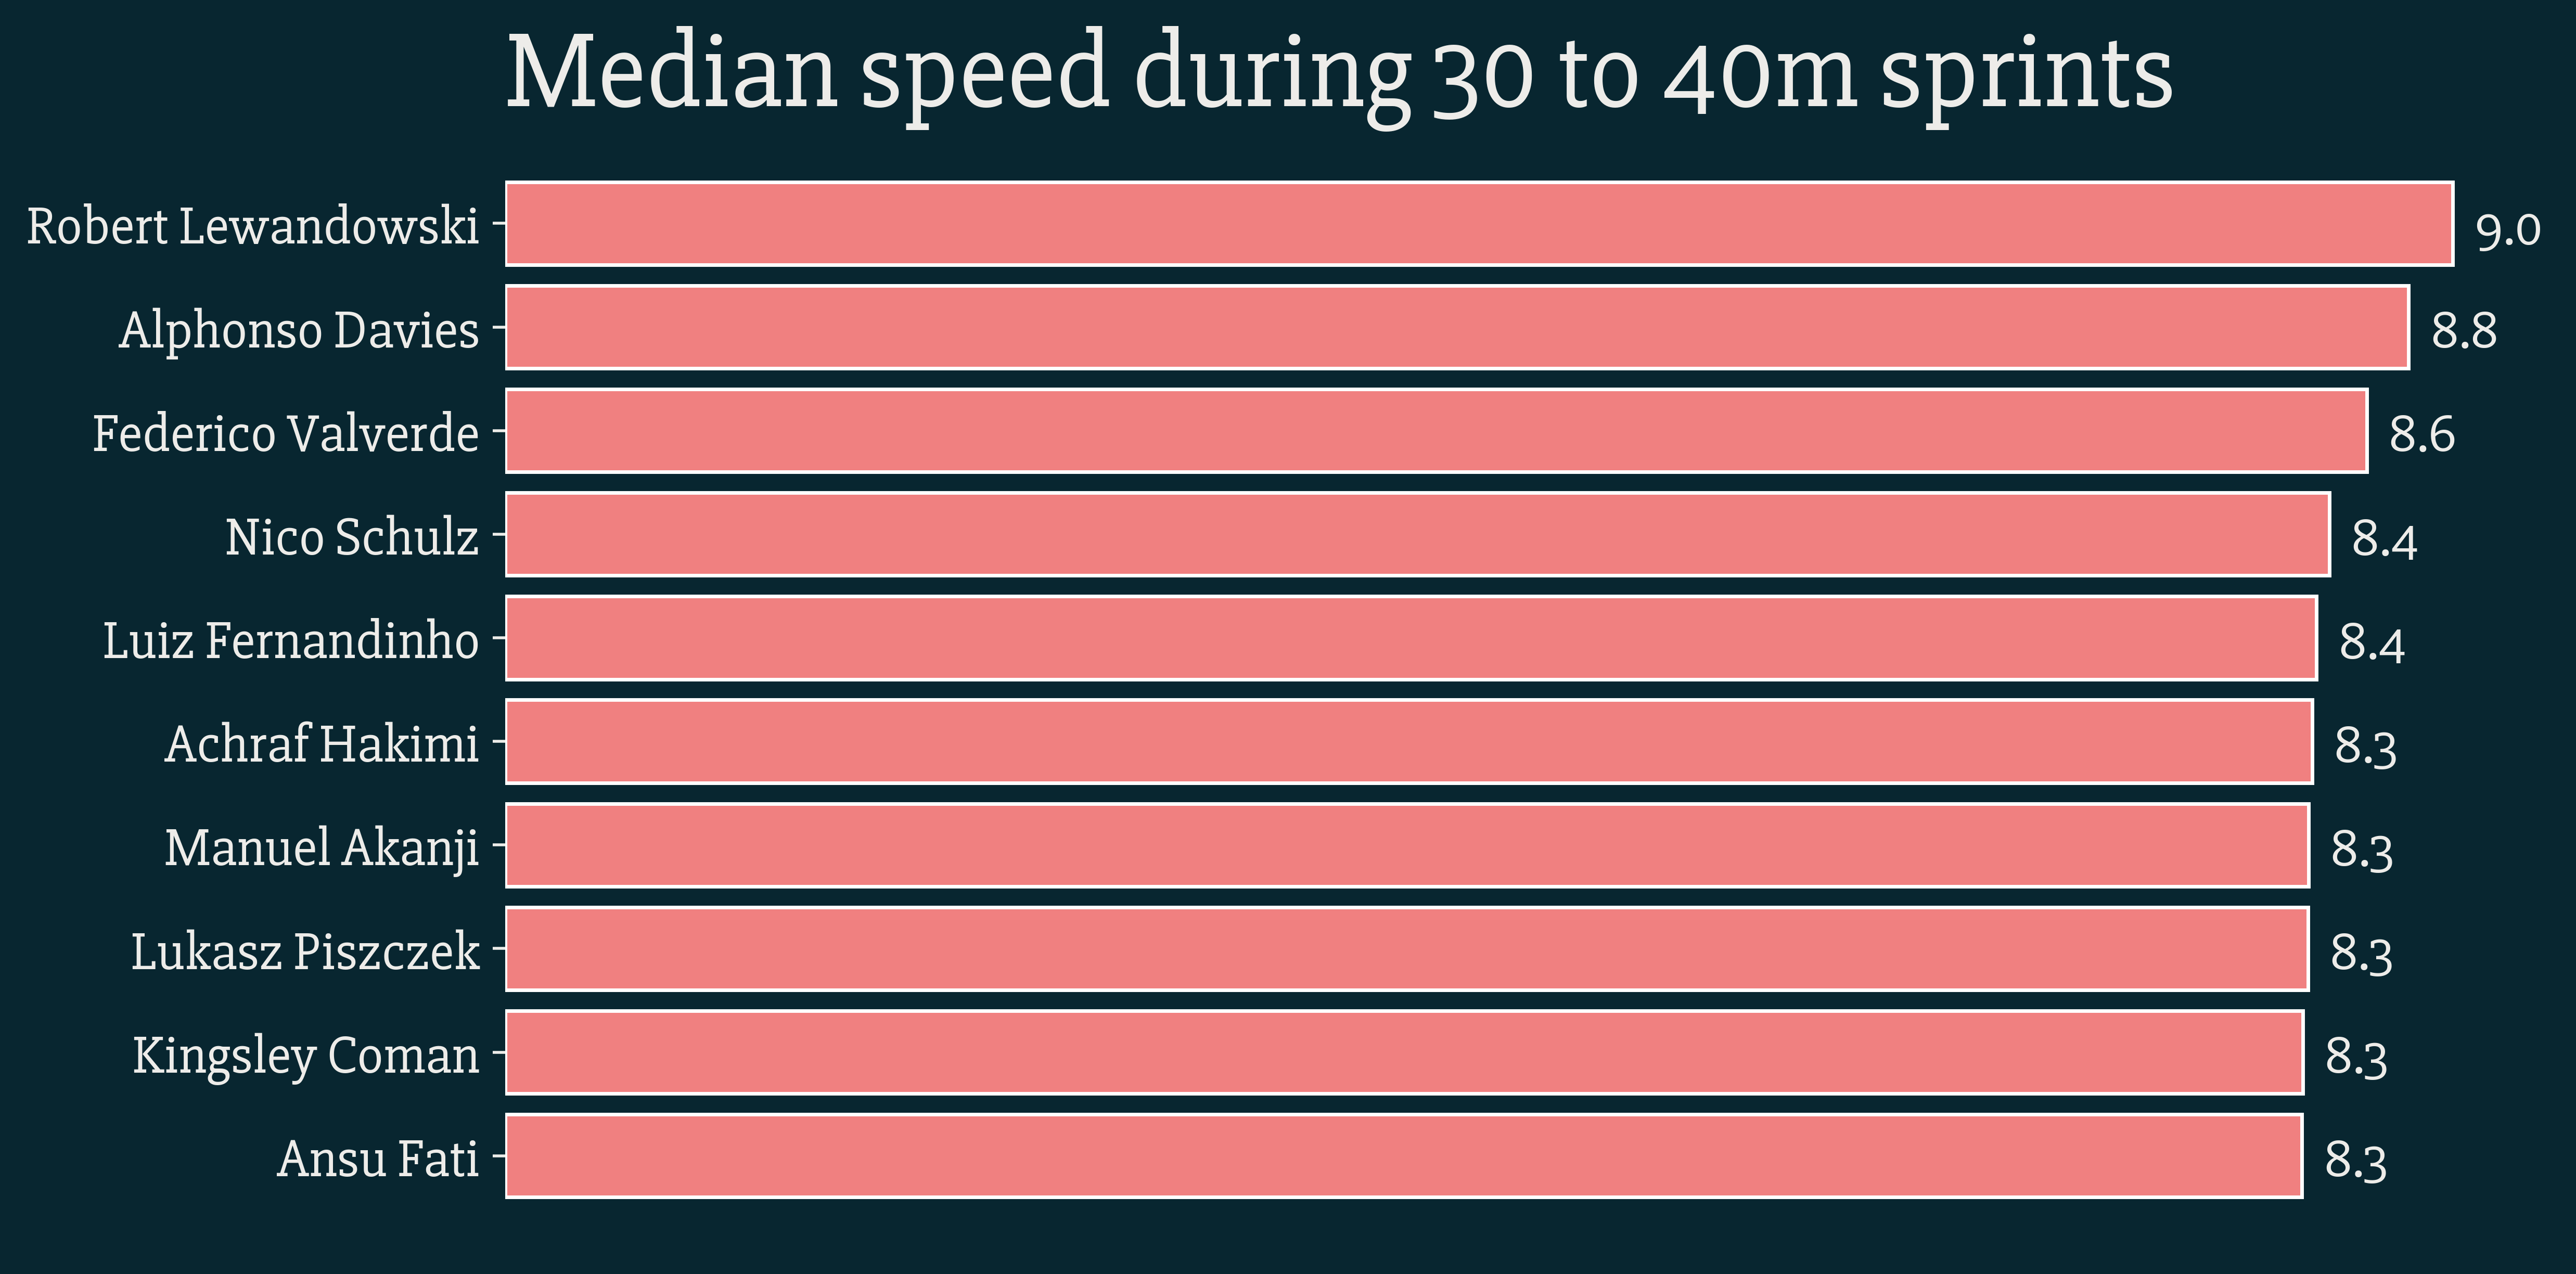 Median speed during 30 to 40m sprints
Robert Lewandowski 9.0
Alphonso Davies 8.8
Federico Valverde 8.6
Nico Schulz 8.4
Luiz Fernandinho 8.4
Achraf Hakimi 8.3
Manuel Akanji 8.3
Lukasz Piszczek 8.3
Kingsley Coman 8.3
Ansu Fati 8.3